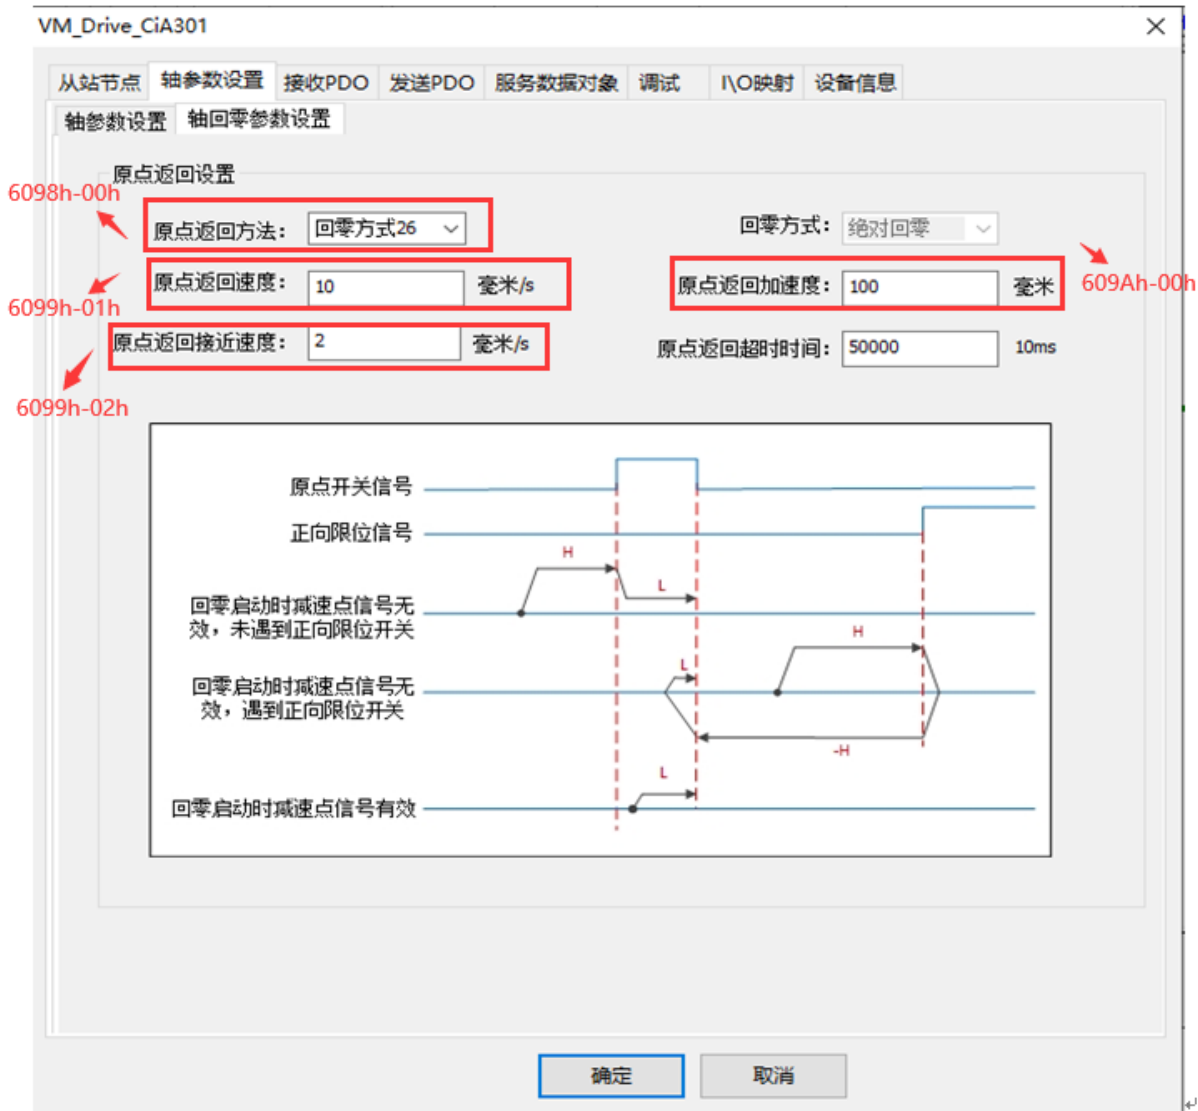 VM_Drive_CiA301
从站节点 轴参数设置 接收PDO 发送PDO 服务数据对象 调试 I\O映射 设备信息
轴参数设置 轴回零参数设置
原点返回设置
6098h-00h
原点返回方法： 回零方式26 回零方式： 绝对回零
原点返回速度： 10 毫米/s 原点返回加速度： 100 毫米
609Ah-00h
6099h-01h
原点返回接近速度： 2 毫米/s 原点返回超时时间： 50000 10ms
6099h-02h
原点开关信号
正向限位信号
H
L
回零启动时减速点信号无
效，未遇到正向限位开关
H
L
回零启动时减速点信号无
效，遇到正向限位开关
-H
L
回零启动时减速点信号有效
确定 取消